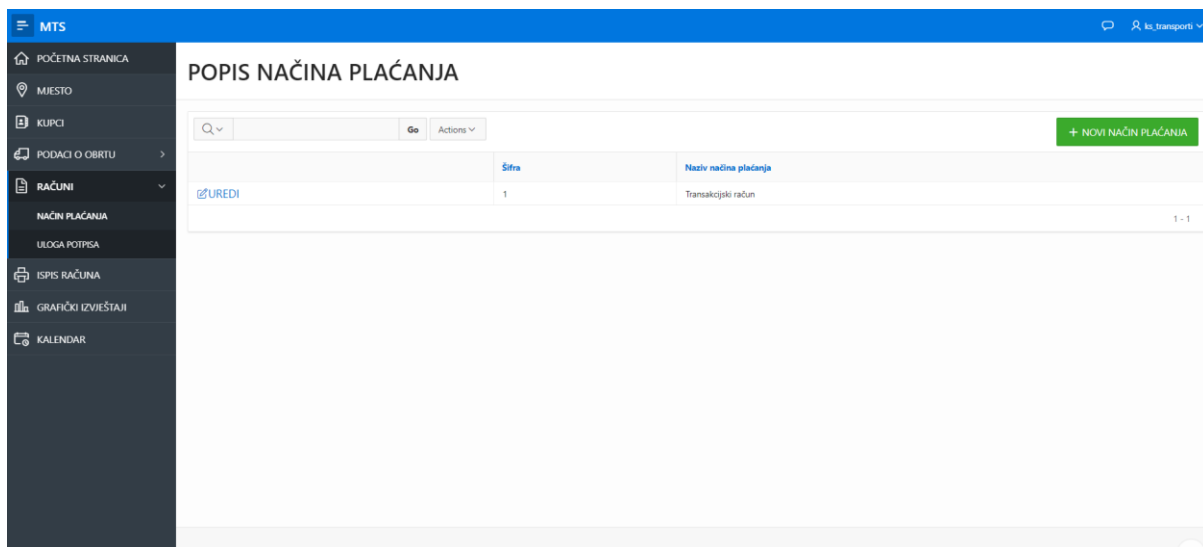 MTS
ks_transporti
POČETNA STRANICA
MJESTO
KUPCI
PODACI O OBRTU
RAČUNI
NAČIN PLAĆANJA
ULOGA POTPISA
ISPIS RAČUNA
GRAFIČKI IZVJEŠTAJI
KALENDAR
POPIS NAČINA PLAĆANJA
Go Actions
+ NOVI NAČIN PLAĆANJA
Šifra Naziv načina plaćanja
UREDI 1 Transakcijski račun
1 - 1